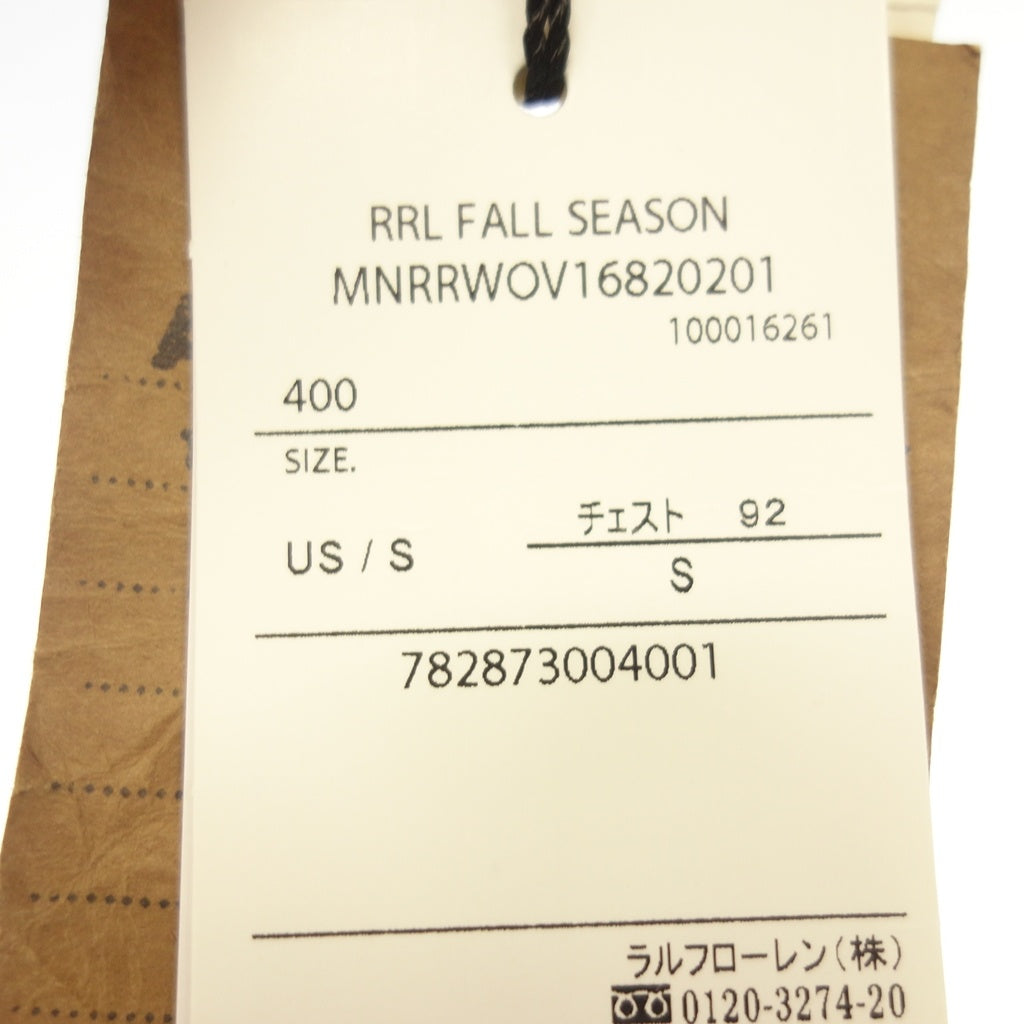 RRL FALL SEASON
MNRRWOV16820201
100016261
400
SIZE.
チェスト 92
US / S
S
782873004001
ラルフローレン(株)
0120-3274-20